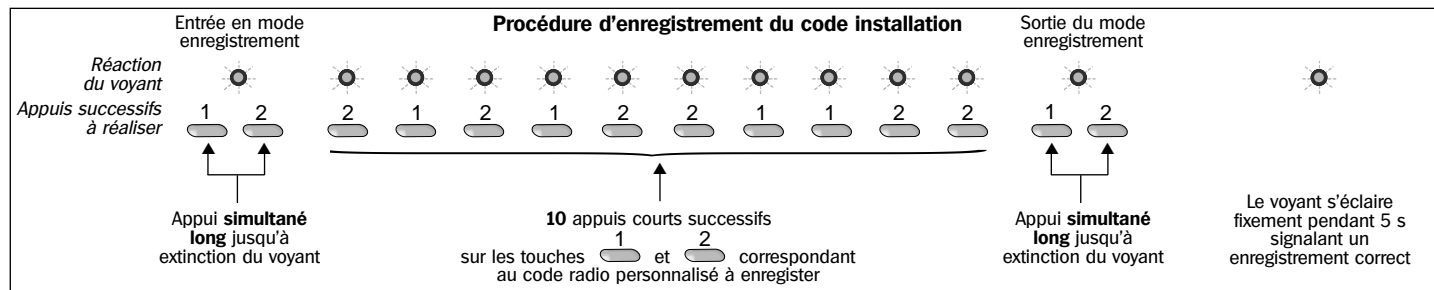 Procédure d'enregistrement du code installation
Entrée en mode
enregistrement
Sortie du mode
enregistrement
Réaction
du voyant
Appuis successifs
à réaliser
1 2
2 1 2 1 2 2 1 1 2 2
1 2
Appui simultané
long jusqu'à
extinction du voyant
10 appuis courts successifs
1 2
sur les touches et correspondant
au code radio personnalisé à enregister
Appui simultané
long jusqu'à
extinction du voyant
Le voyant s'éclaire
fixement pendant 5 s
signalant un
enregistrement correct